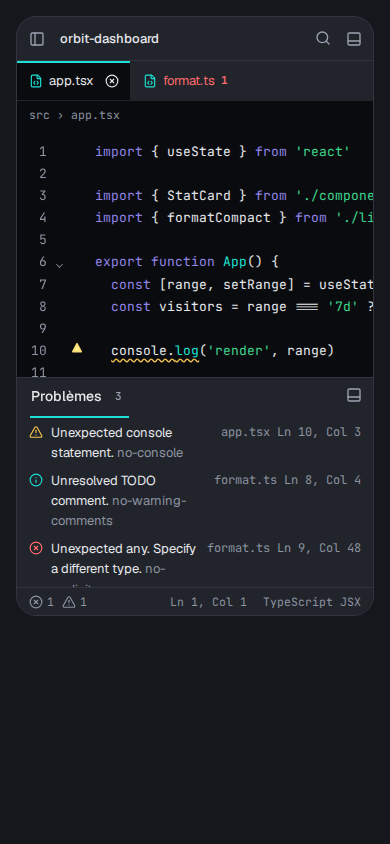 orbit-dashboard
app.tsx
format.ts 1
src › app.tsx
1 import { useState } from 'react'
2
3 import { StatCard } from './compone
4 import { formatCompact } from './li
5
6 export function App() {
7 const [range, setRange] = useStat
8 const visitors = range === '7d' ?
9
10 console.log('render', range)
11
Problèmes 3
Unexpected console app.tsx Ln 10, Col 3
statement. no-console
Unresolved TODO format.ts Ln 8, Col 4
comment. no-warning-
comments
Unexpected any. Specify format.ts Ln 9, Col 48
a different type. no-
1 1 Ln 1, Col 1 TypeScript JSX